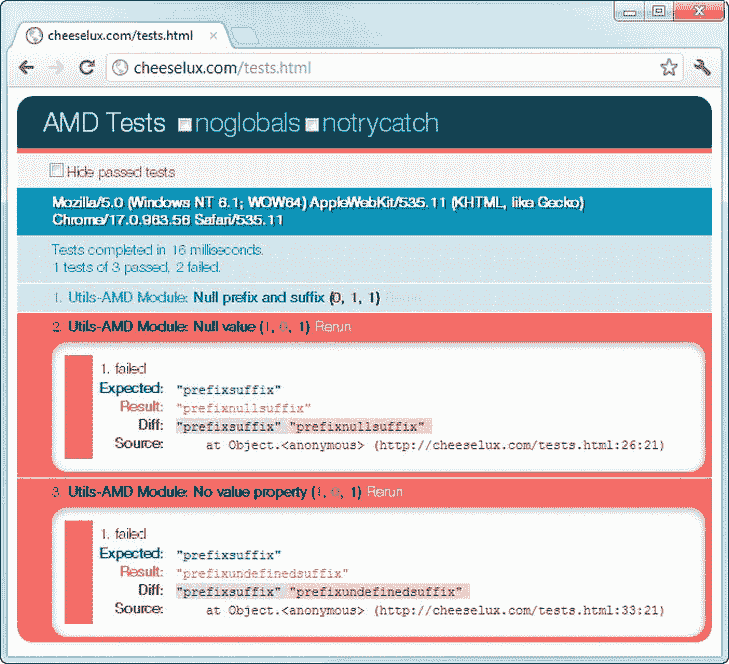 cheeselux.com/tests.html
cheeselux.com/tests.html
AMD Tests noglobals notrycatch
Hide passed tests
Mozilla/5.0 (Windows NT 6.1; WOW64) AppleWebKit/535.11 (KHTML, like Gecko)
Chrome/17.0.963.56 Safari/535.11
Tests completed in 16 milliseconds.
1 tests of 3 passed, 2 failed.
1. Utils-AMD Module: Null prefix and suffix (0, 1, 1) Rerun
2. Utils-AMD Module: Null value (1, 0, 1) Rerun
1. failed
Expected: "prefixsuffix"
Result: "prefixnullsuffix"
Diff: "prefixsuffix" "prefixnullsuffix"
Source: at Object.<anonymous> (http://cheeselux.com/tests.html:26:21)
3. Utils-AMD Module: No value property (1, 0, 1) Rerun
1. failed
Expected: "prefixsuffix"
Result: "prefixundefinedsuffix"
Diff: "prefixsuffix" "prefixundefinedsuffix"
Source: at Object.<anonymous> (http://cheeselux.com/tests.html:33:21)